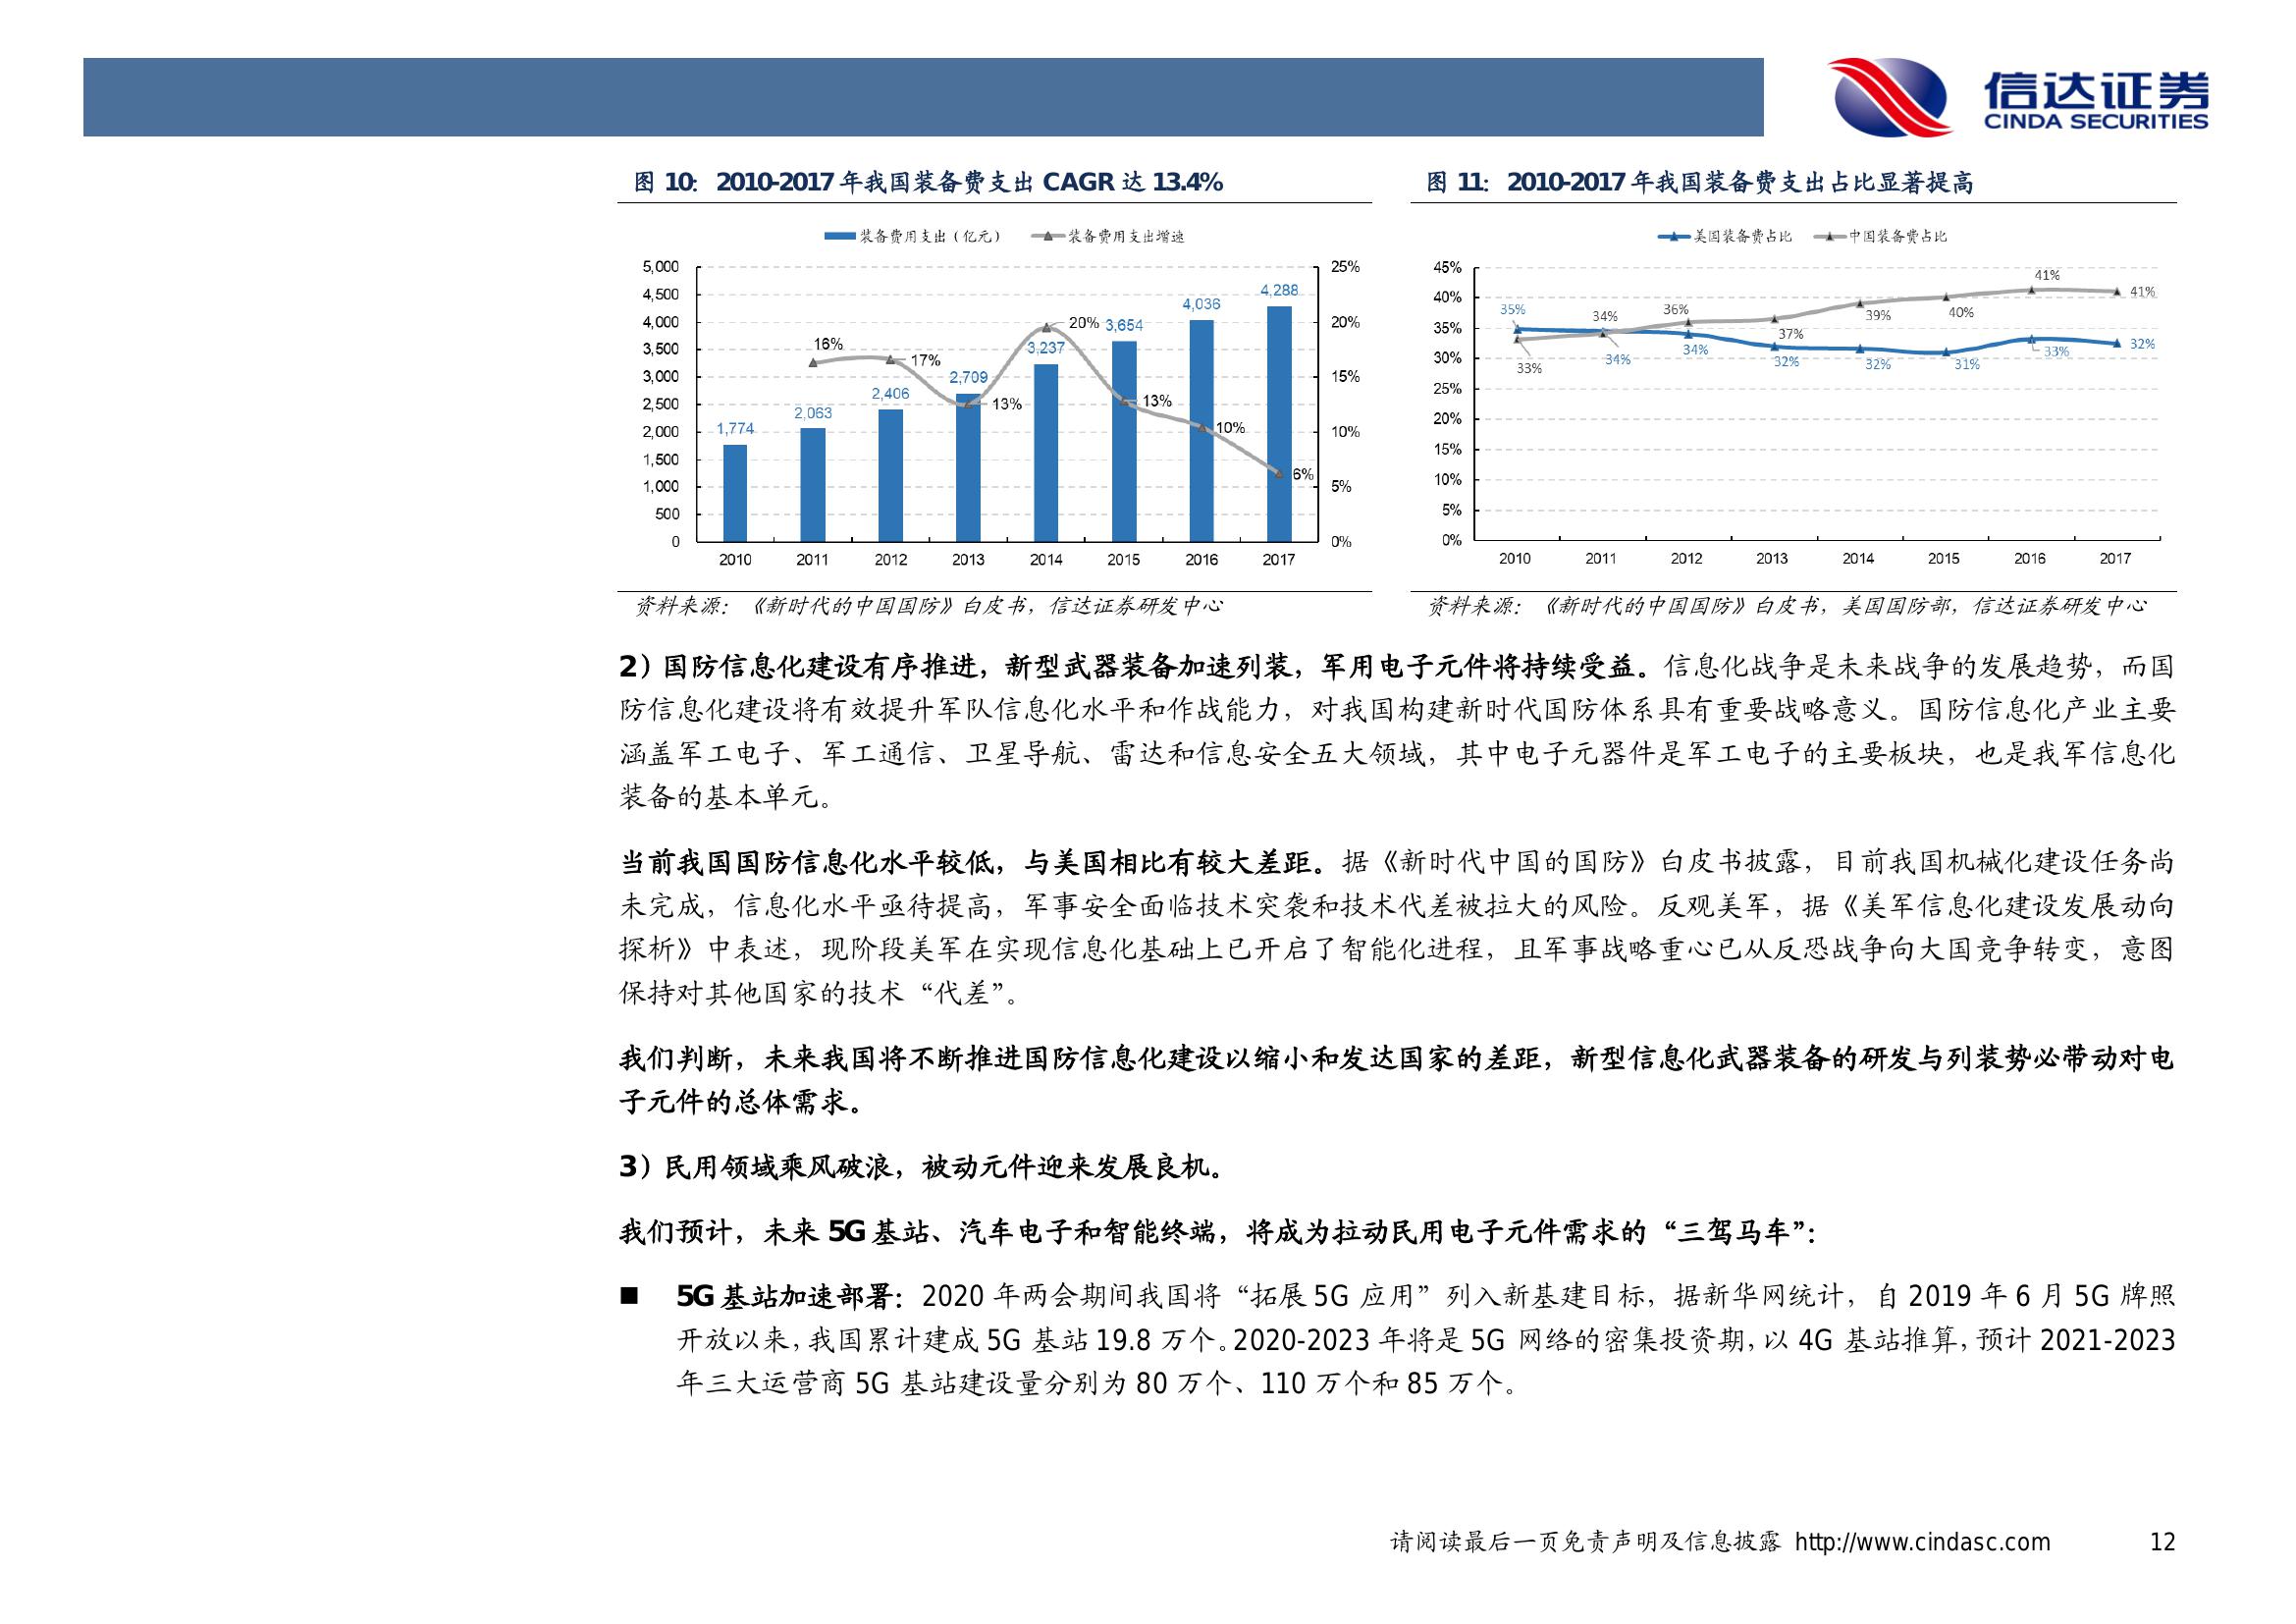 信达证券
CINDA SECURITIES
图 10: 2010-2017 年我国装备费支出 CAGR 达 13.4%
装备费用支出(亿元) 装备费用支出增速
5,000
4,500
4,000
3,500
3,000
2,500
2,000
1,500
1,000
500
0
25%
20%
15%
10%
5%
0%
1,774
2,063
2,406
2,709
3,237
3,654
4,036
4,288
16%
17%
13%
20%
13%
10%
6%
2010 2011 2012 2013 2014 2015 2016 2017
资料来源:《新时代的中国国防》白皮书,信达证券研发中心
图 11: 2010-2017 年我国装备费支出占比显著提高
美国装备费占比 中国装备费占比
45%
40%
35%
30%
25%
20%
15%
10%
5%
0%
35%
34%
34%
32%
32%
31%
33%
32%
33%
34%
36%
37%
39%
40%
41%
41%
2010 2011 2012 2013 2014 2015 2016 2017
资料来源:《新时代的中国国防》白皮书,美国国防部,信达证券研发中心
2)国防信息化建设有序推进,新型武器装备加速列装,军用电子元件将持续受益。信息化战争是未来战争的发展趋势,而国
防信息化建设将有效提升军队信息化水平和作战能力,对我国构建新时代国防体系具有重要战略意义。国防信息化产业主要
涵盖军工电子、军工通信、卫星导航、雷达和信息安全五大领域,其中电子元器件是军工电子的主要板块,也是我军信息化
装备的基本单元。
当前我国国防信息化水平较低,与美国相比有较大差距。据《新时代中国的国防》白皮书披露,目前我国机械化建设任务尚
未完成,信息化水平亟待提高,军事安全面临技术突袭和技术代差被拉大的风险。反观美军,据《美军信息化建设发展动向
探析》中表述,现阶段美军在实现信息化基础上已开启了智能化进程,且军事战略重心已从反恐战争向大国竞争转变,意图
保持对其他国家的技术“代差”。
我们判断,未来我国将不断推进国防信息化建设以缩小和发达国家的差距,新型信息化武器装备的研发与列装势必带动对电
子元件的总体需求。
3)民用领域乘风破浪,被动元件迎来发展良机。
我们预计,未来 5G 基站、汽车电子和智能终端,将成为拉动民用电子元件需求的“三驾马车”:
■ 5G 基站加速部署:2020 年两会期间我国将“拓展 5G 应用”列入新基建目标,据新华网统计,自 2019 年 6 月 5G 牌照
开放以来,我国累计建成 5G 基站 19.8 万个。2020-2023 年将是 5G 网络的密集投资期,以 4G 基站推算,预计 2021-2023
年三大运营商 5G 基站建设量分别为 80 万个、110 万个和 85 万个。
请阅读最后一页免责声明及信息披露 http://www.cindasc.com 12